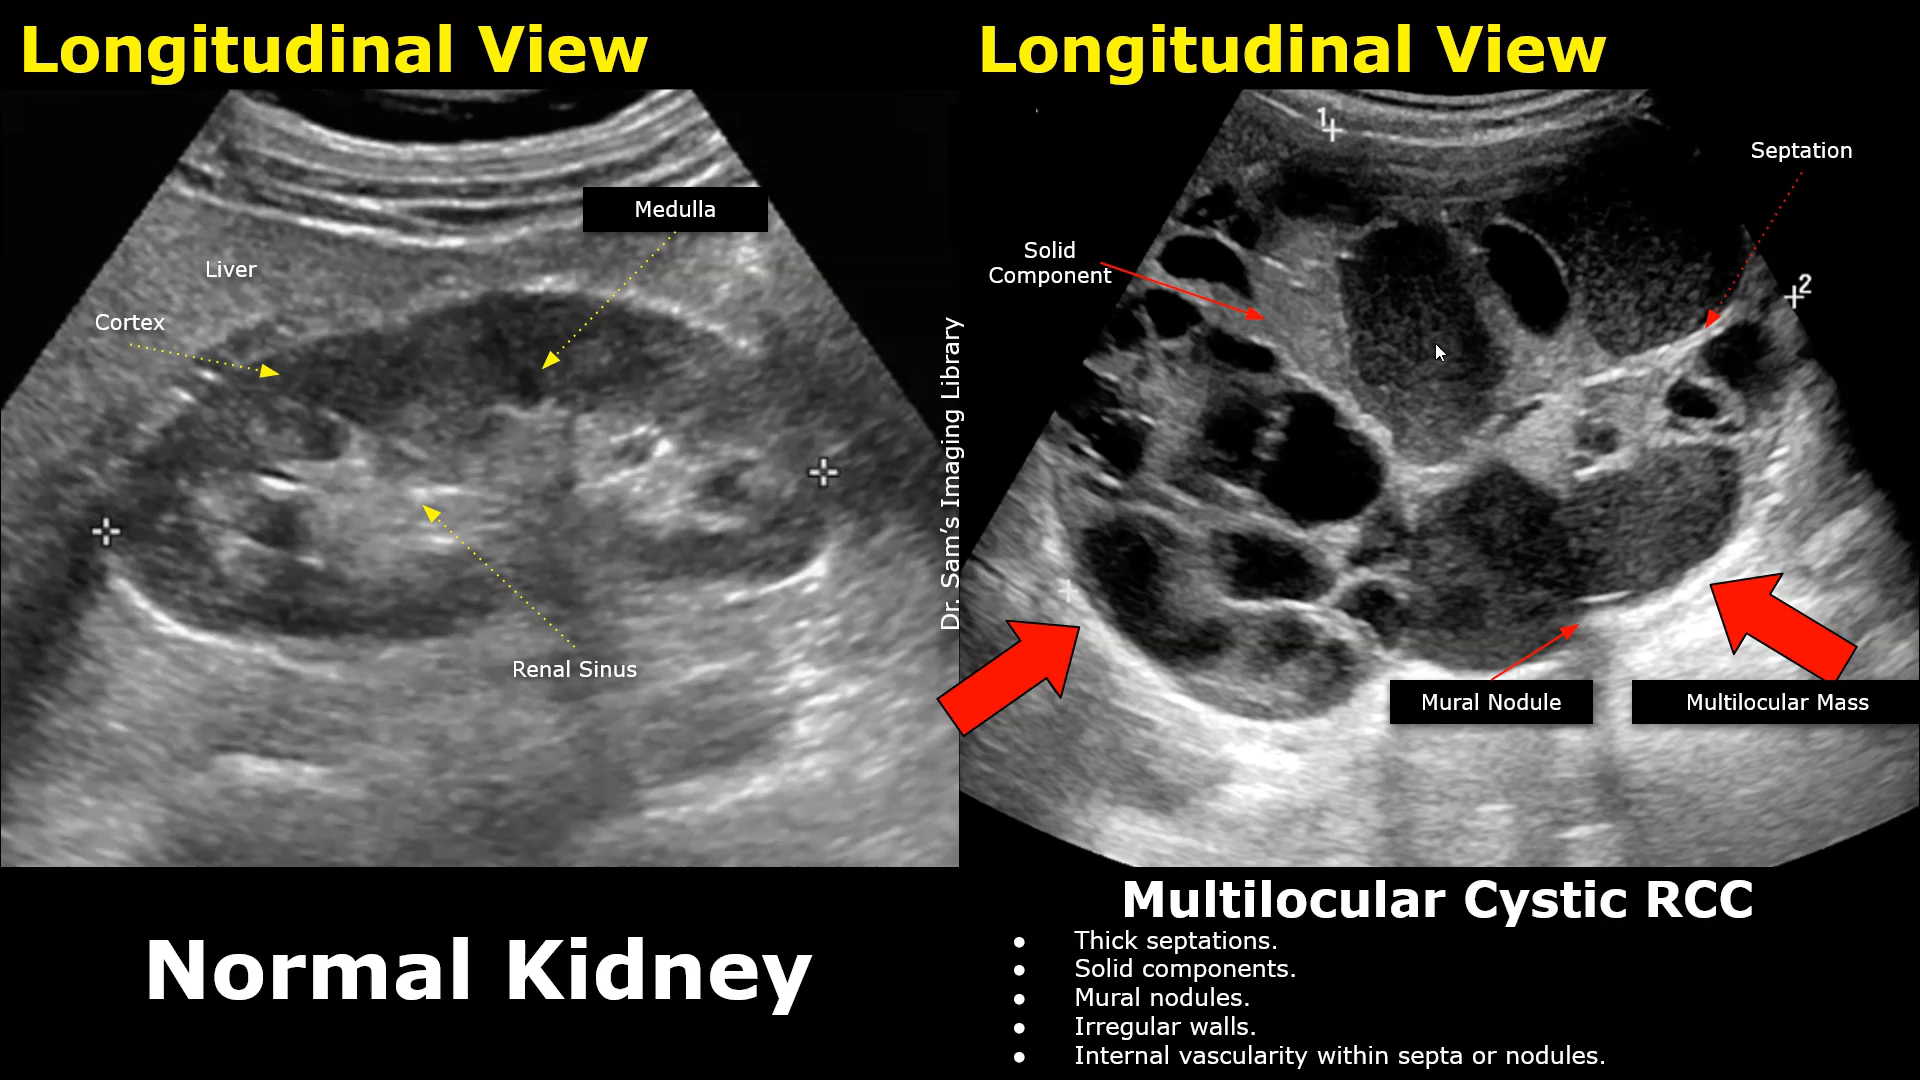 Longitudinal View
Medulla
Liver
Cortex
Renal Sinus
Normal Kidney
Dr. Sam’s Imaging Library
Longitudinal View
1
Septation
Solid
Component
2
Mural Nodule
Multilocular Mass
Multilocular Cystic RCC
● Thick septations.
● Solid components.
● Mural nodules.
● Irregular walls.
● Internal vascularity within septa or nodules.